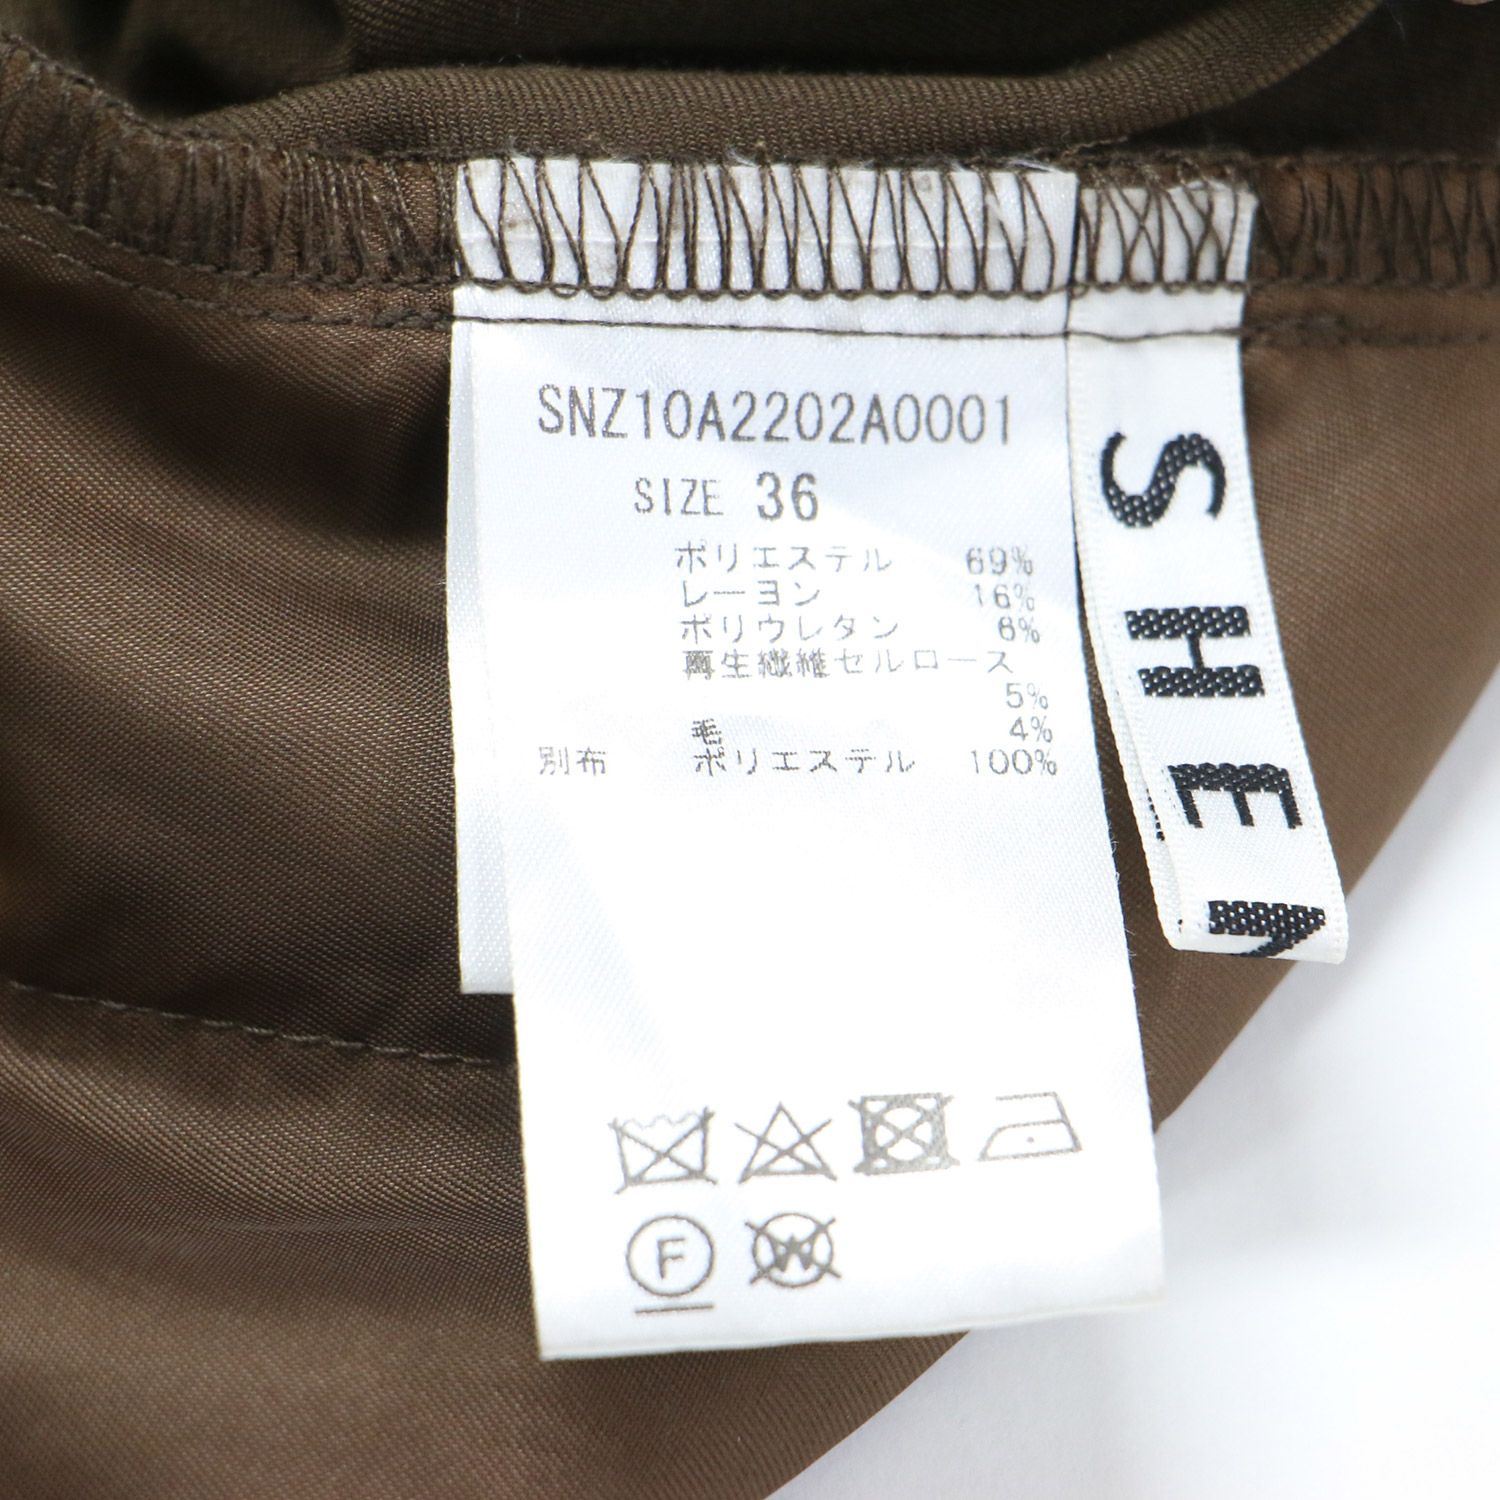 SNZ10A2202A0001
SIZE 36
ポリエステル 69%
レーヨン 16%
ポリウレタン 6%
再生繊維セルロース
5%
毛 4%
別布 ポリエステル 100%
F
W
SHEN